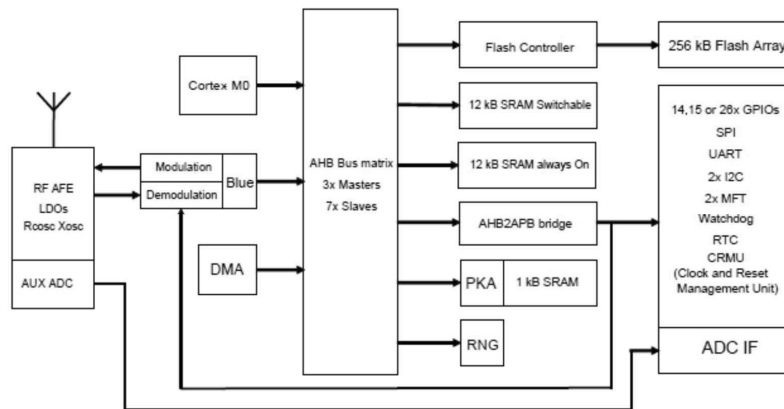 Flash Controller
256 kB Flash Array
Cortex M0
12 kB SRAM Switchable
14,15 or 26x GPIOs
SPI
UART
2x I2C
2x MFT
Watchdog
RTC
CRMU
(Clock and Reset
Management Unit)
Modulation
Demodulation
Blue
AHB Bus matrix
3x Masters
7x Slaves
12 kB SRAM always On
RF AFE
LDOs
Rcosc Xosc
AHB2APB bridge
AUX ADC
DMA
PKA
1 kB SRAM
RNG
ADC IF